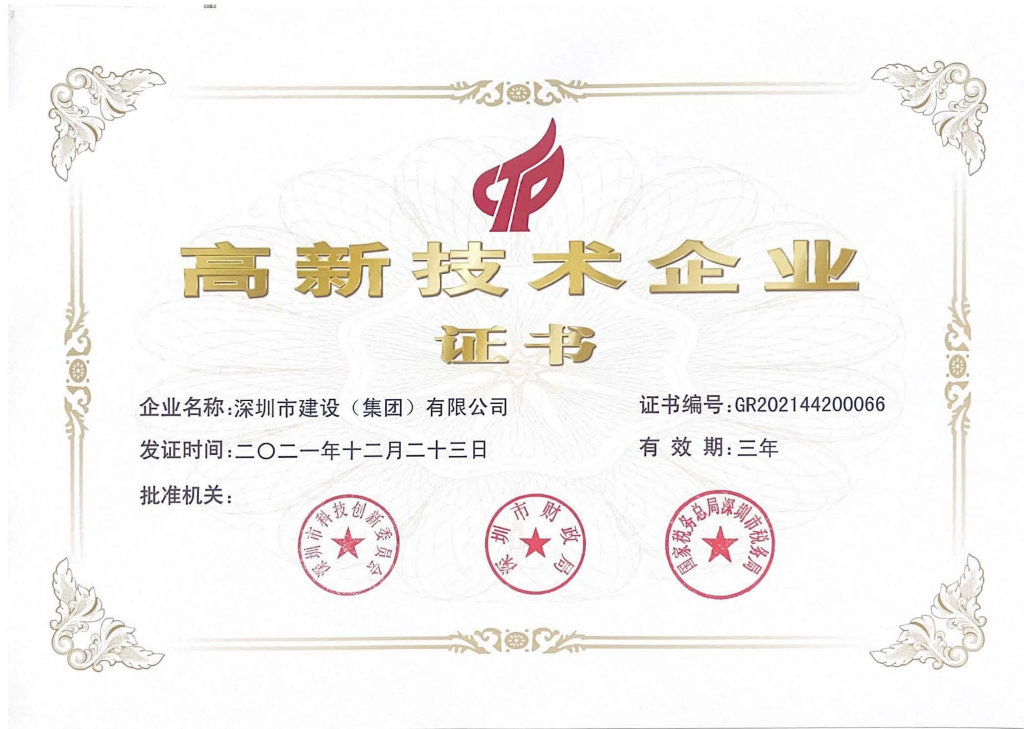 CTP
高新技术企业
证书
企业名称:深圳市建设（集团）有限公司
证书编号:GR202144200066
发证时间:二〇二一年十二月二十三日
有效期:三年
批准机关:
深圳市科技创新委员会
深圳市财政局
国家税务总局深圳市税务局